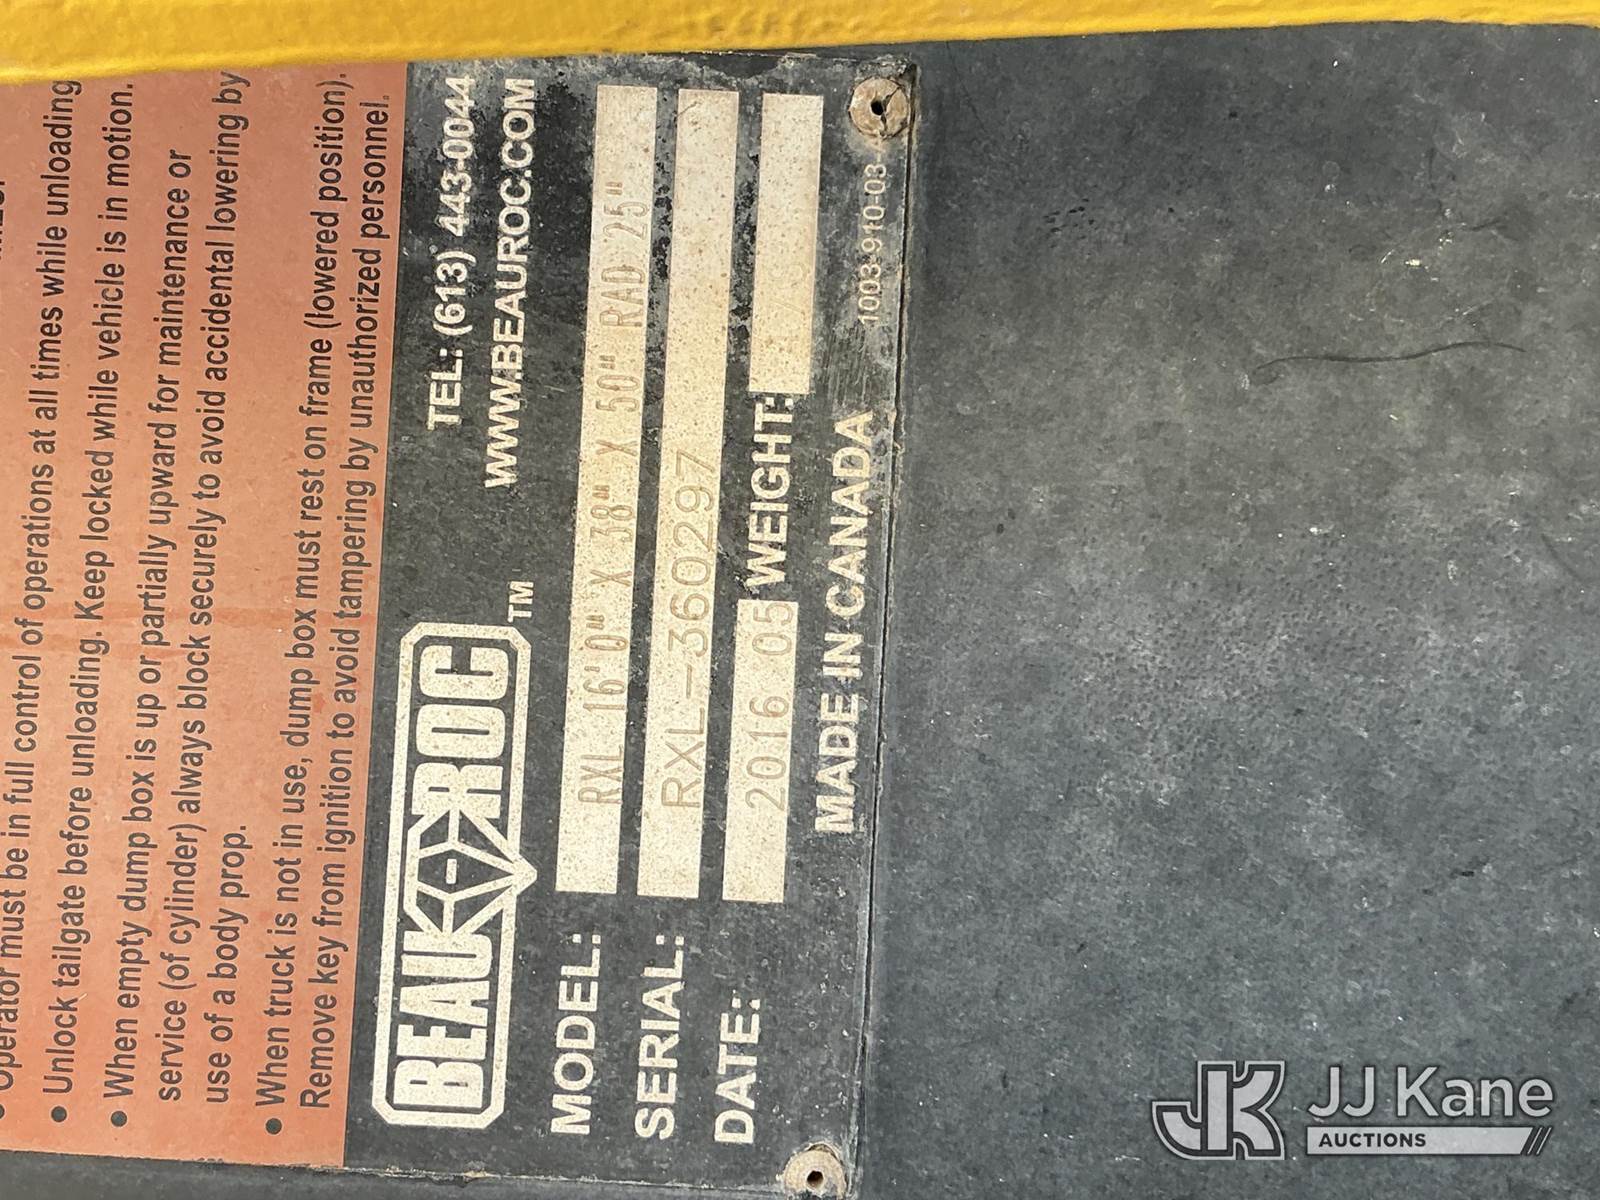 Operator must be in full control of operations at all times while unloading
• Unlock tailgate before unloading. Keep locked while vehicle is in motion.
• When empty dump box is up or partially upward for maintenance or
service (of cylinder) always block securely to avoid accidental lowering by
use of a body prop.
• When truck is not in use, dump box must rest on frame (lowered position).
Remove key from ignition to avoid tampering by unauthorized personnel.
BEAU-ROC TM
TEL: (613) 443-0044
WWW.BEAUROC.COM
MODEL: RXL 16'0" X 38" X 50" RAD 25"
SERIAL: RXL-3602297
DATE: 2016 05 WEIGHT:
MADE IN CANADA 1003-910-03
JK JJ Kane
AUCTIONS